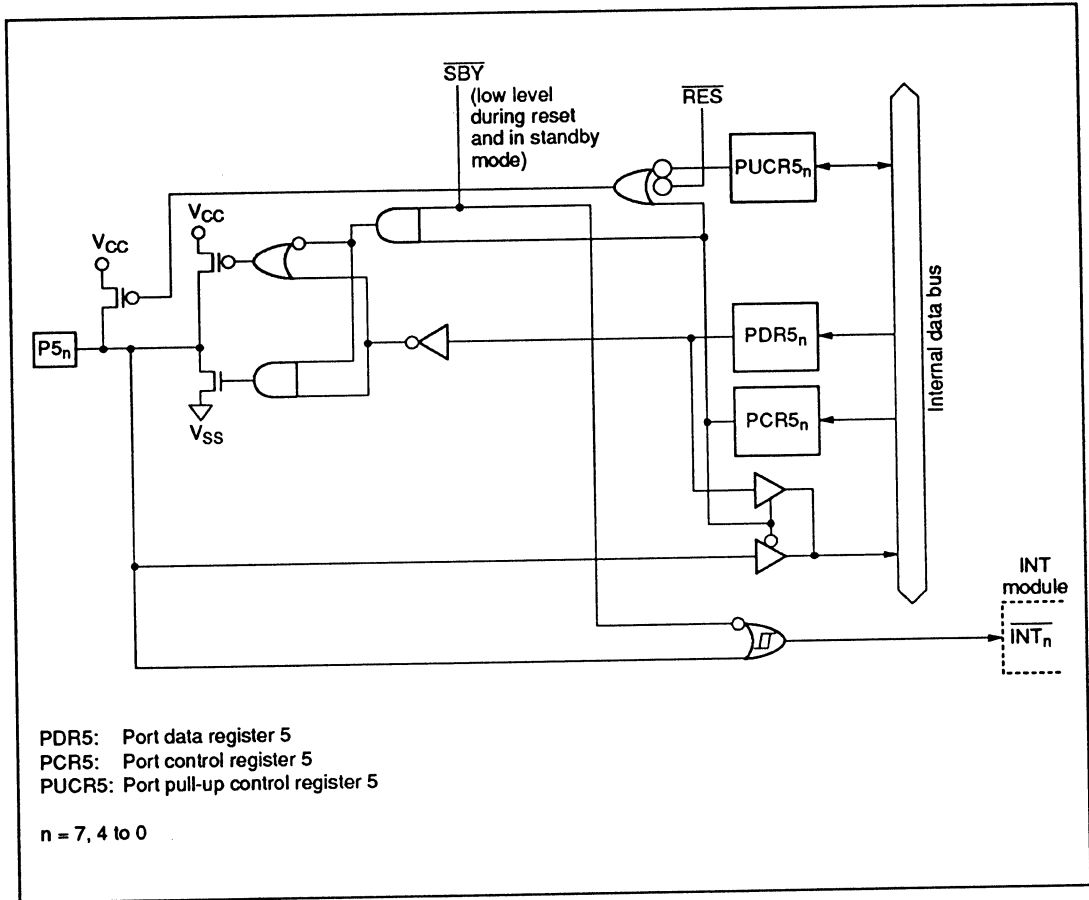 SBY
(low level
during reset
and in standby
mode)
RES
PUCR5n
VCC
VCC
P5n
VSS
PDR5n
PCR5n
Internal data bus
INT
module
INTn
PDR5: Port data register 5
PCR5: Port control register 5
PUCR5: Port pull-up control register 5
n = 7, 4 to 0